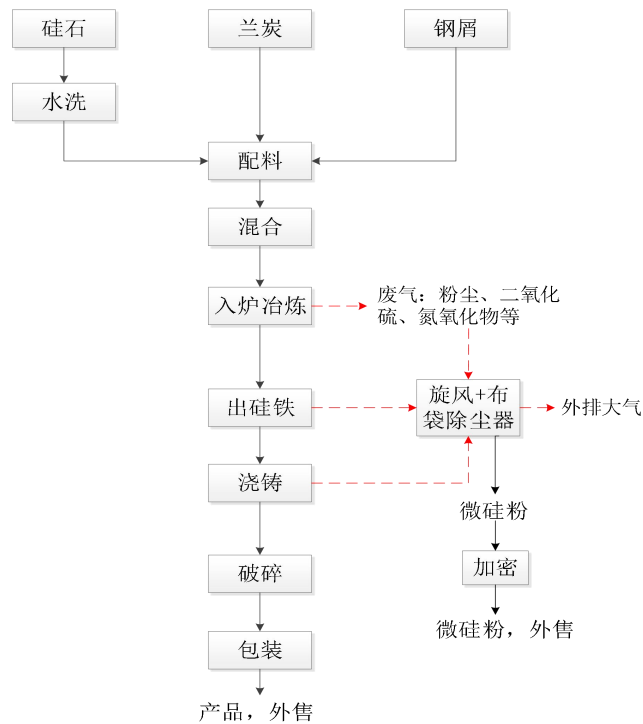 硅石
兰炭
钢屑
水洗
配料
混合
入炉冶炼
废气：粉尘、二氧化
硫、氮氧化物等
出硅铁
旋风+布
袋除尘器
外排大气
浇铸
微硅粉
破碎
加密
包装
微硅粉，外售
产品，外售